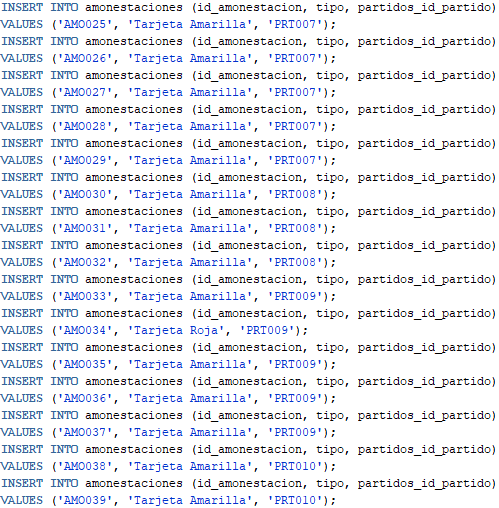 INSERT INTO amonestaciones (id_amonestacion, tipo, partidos_id_partido)
VALUES ('AMO025', 'Tarjeta Amarilla', 'PRT007');
INSERT INTO amonestaciones (id_amonestacion, tipo, partidos_id_partido)
VALUES ('AMO026', 'Tarjeta Amarilla', 'PRT007');
INSERT INTO amonestaciones (id_amonestacion, tipo, partidos_id_partido)
VALUES ('AMO027', 'Tarjeta Amarilla', 'PRT007');
INSERT INTO amonestaciones (id_amonestacion, tipo, partidos_id_partido)
VALUES ('AMO028', 'Tarjeta Amarilla', 'PRT007');
INSERT INTO amonestaciones (id_amonestacion, tipo, partidos_id_partido)
VALUES ('AMO029', 'Tarjeta Amarilla', 'PRT007');
INSERT INTO amonestaciones (id_amonestacion, tipo, partidos_id_partido)
VALUES ('AMO030', 'Tarjeta Amarilla', 'PRT008');
INSERT INTO amonestaciones (id_amonestacion, tipo, partidos_id_partido)
VALUES ('AMO031', 'Tarjeta Amarilla', 'PRT008');
INSERT INTO amonestaciones (id_amonestacion, tipo, partidos_id_partido)
VALUES ('AMO032', 'Tarjeta Amarilla', 'PRT008');
INSERT INTO amonestaciones (id_amonestacion, tipo, partidos_id_partido)
VALUES ('AMO033', 'Tarjeta Amarilla', 'PRT009');
INSERT INTO amonestaciones (id_amonestacion, tipo, partidos_id_partido)
VALUES ('AMO034', 'Tarjeta Roja', 'PRT009');
INSERT INTO amonestaciones (id_amonestacion, tipo, partidos_id_partido)
VALUES ('AMO035', 'Tarjeta Amarilla', 'PRT009');
INSERT INTO amonestaciones (id_amonestacion, tipo, partidos_id_partido)
VALUES ('AMO036', 'Tarjeta Amarilla', 'PRT009');
INSERT INTO amonestaciones (id_amonestacion, tipo, partidos_id_partido)
VALUES ('AMO037', 'Tarjeta Amarilla', 'PRT009');
INSERT INTO amonestaciones (id_amonestacion, tipo, partidos_id_partido)
VALUES ('AMO038', 'Tarjeta Amarilla', 'PRT010');
INSERT INTO amonestaciones (id_amonestacion, tipo, partidos_id_partido)
VALUES ('AMO039', 'Tarjeta Amarilla', 'PRT010');